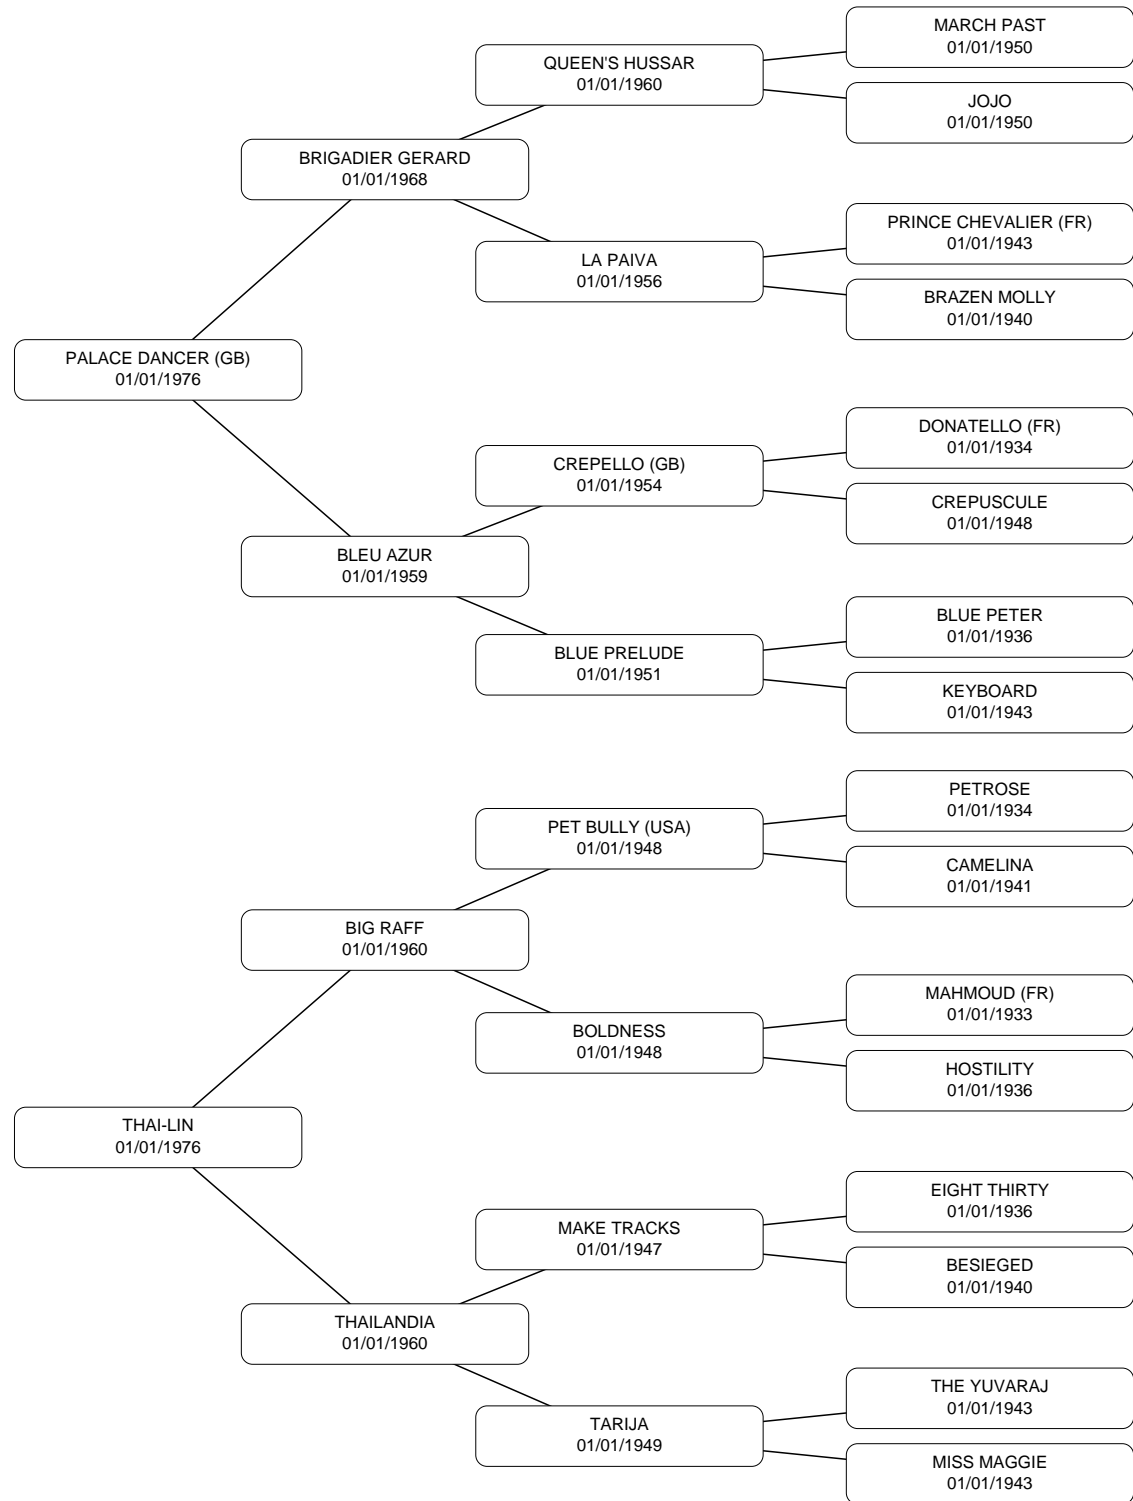 MARCH PAST
01/01/1950
QUEEN'S HUSSAR
01/01/1960
JOJO
01/01/1950
BRIGADIER GERARD
01/01/1968
PRINCE CHEVALIER (FR)
01/01/1943
LA PAIVA
01/01/1956
BRAZEN MOLLY
01/01/1940
PALACE DANCER (GB)
01/01/1976
DONATELLO (FR)
01/01/1934
CREPELLO (GB)
01/01/1954
CREPUSCULE
01/01/1948
BLEU AZUR
01/01/1959
BLUE PETER
01/01/1936
BLUE PRELUDE
01/01/1951
KEYBOARD
01/01/1943
PETROSE
01/01/1934
PET BULLY (USA)
01/01/1948
CAMELINA
01/01/1941
BIG RAFF
01/01/1960
MAHMOUD (FR)
01/01/1933
BOLDNESS
01/01/1948
HOSTILITY
01/01/1936
THAI-LIN
01/01/1976
EIGHT THIRTY
01/01/1936
MAKE TRACKS
01/01/1947
BESIEGED
01/01/1940
THAILANDIA
01/01/1960
THE YUVARAJ
01/01/1943
TARIJA
01/01/1949
MISS MAGGIE
01/01/1943